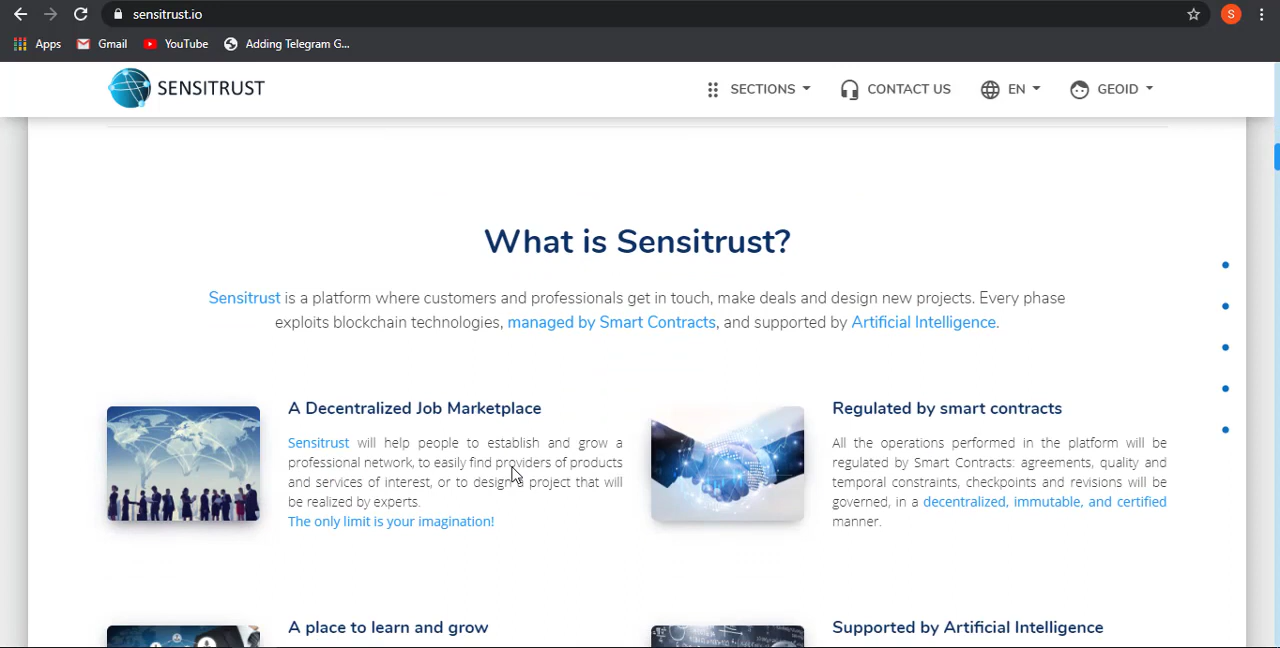 sensitrust.io
S
Apps
Gmail
YouTube
Adding Telegram G...
SENSITRUST
SECTIONS
CONTACT US
EN
GEOID
What is Sensitrust?
Sensitrust is a platform where customers and professionals get in touch, make deals and design new projects. Every phase
exploits blockchain technologies, managed by Smart Contracts, and supported by Artificial Intelligence.
A Decentralized Job Marketplace
Sensitrust will help people to establish and grow a
professional network, to easily find providers of products
and services of interest, or to design a project that will
be realized by experts.
The only limit is your imagination!
Regulated by smart contracts
All the operations performed in the platform will be
regulated by Smart Contracts: agreements, quality and
temporal constraints, checkpoints and revisions will be
governed, in a decentralized, immutable, and certified
manner.
A place to learn and grow
Supported by Artificial Intelligence